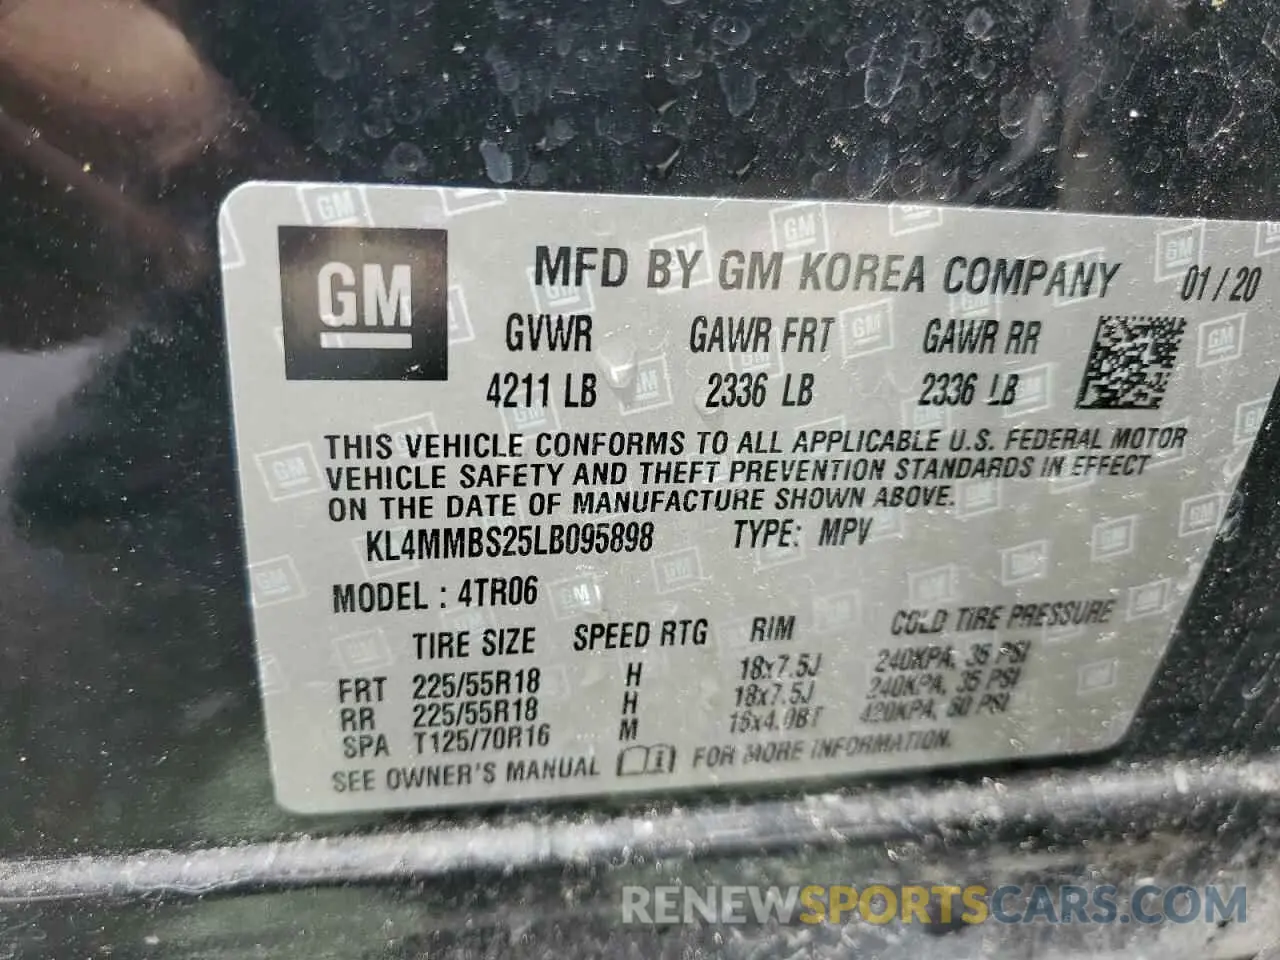 GM
MFD BY GM KOREA COMPANY 01/20
GVWR GAWR FRT GAWR RR
4211 LB 2336 LB 2336 LB
THIS VEHICLE CONFORMS TO ALL APPLICABLE U.S. FEDERAL MOTOR
VEHICLE SAFETY AND THEFT PREVENTION STANDARDS IN EFFECT
ON THE DATE OF MANUFACTURE SHOWN ABOVE.
KL4MMBS25LB095898 TYPE: MPV
MODEL : 4TR06
TIRE SIZE SPEED RTG RIM COLD TIRE PRESSURE
FRT 225/55R18 H 18x7.5J 240KPA, 35 PSI
RR 225/55R18 H 18x7.5J 240KPA, 35 PSI
SPA T125/70R16 M 16x4.0BT 420KPA, 60 PSI
SEE OWNER'S MANUAL FOR MORE INFORMATION.
RENEWSPORTSCARS.COM